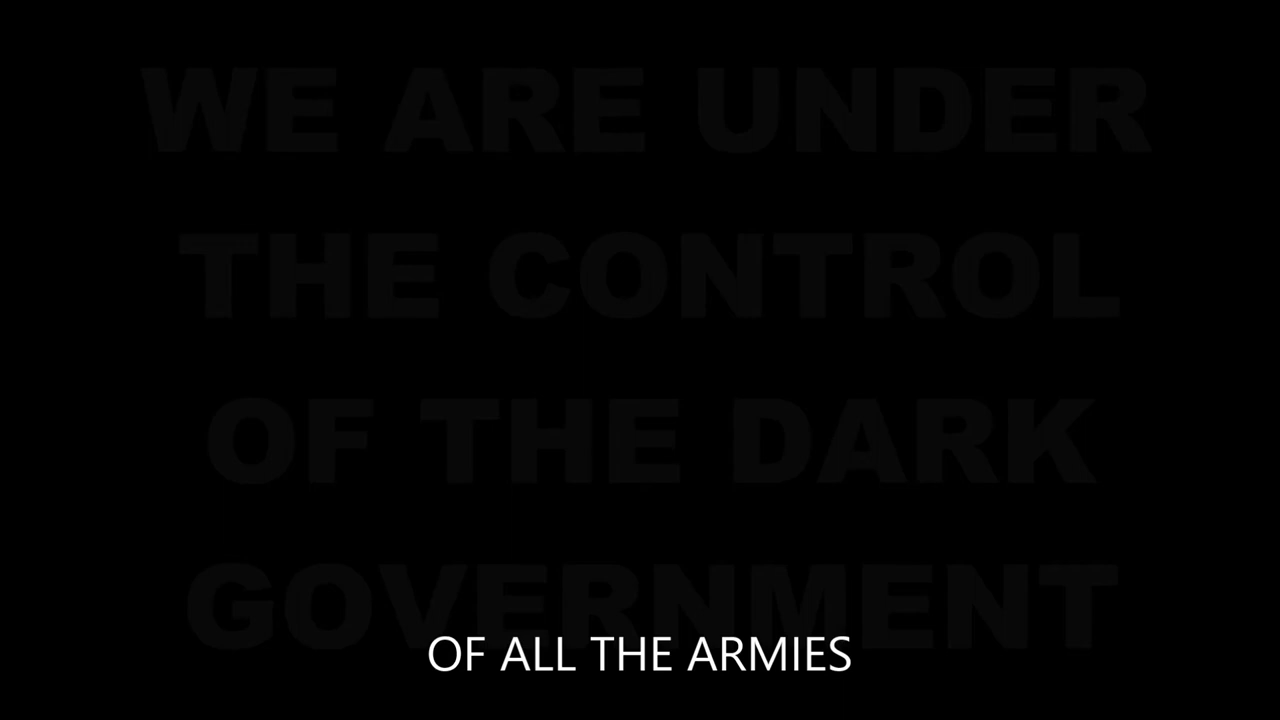 WE ARE UNDER
THE CONTROL
OF THE DARK
GOVERNMENT
OF ALL THE ARMIES